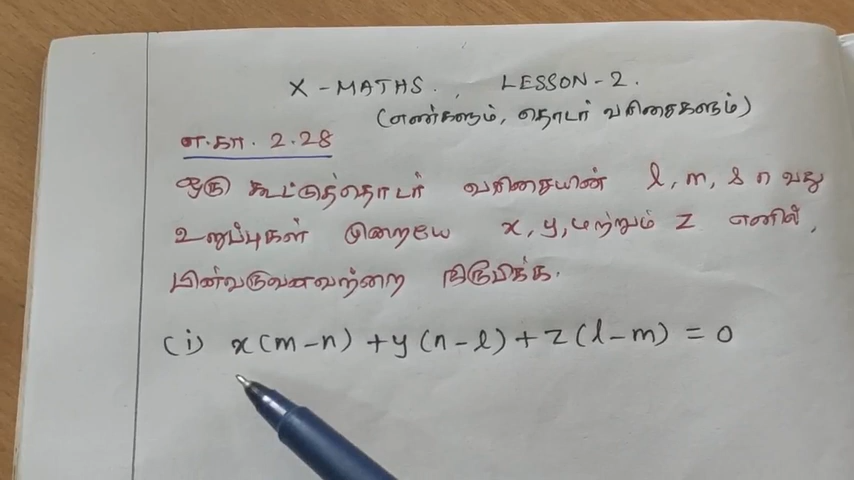 X - MATHS. , LESSON - 2.
(எண்களும், தொடர் வரிசைகளும்)
எ.கா. 2.28
ஒரு கூட்டுத்தொடர் வரிசையின் l, m, & n வது
உறுப்புகள் முறையே x, y, மற்றும் z எனில்,
பின்வருவனவற்றை நிரூபிக்க.
(i) x(m-n) + y(n-l) + z(l-m) = 0